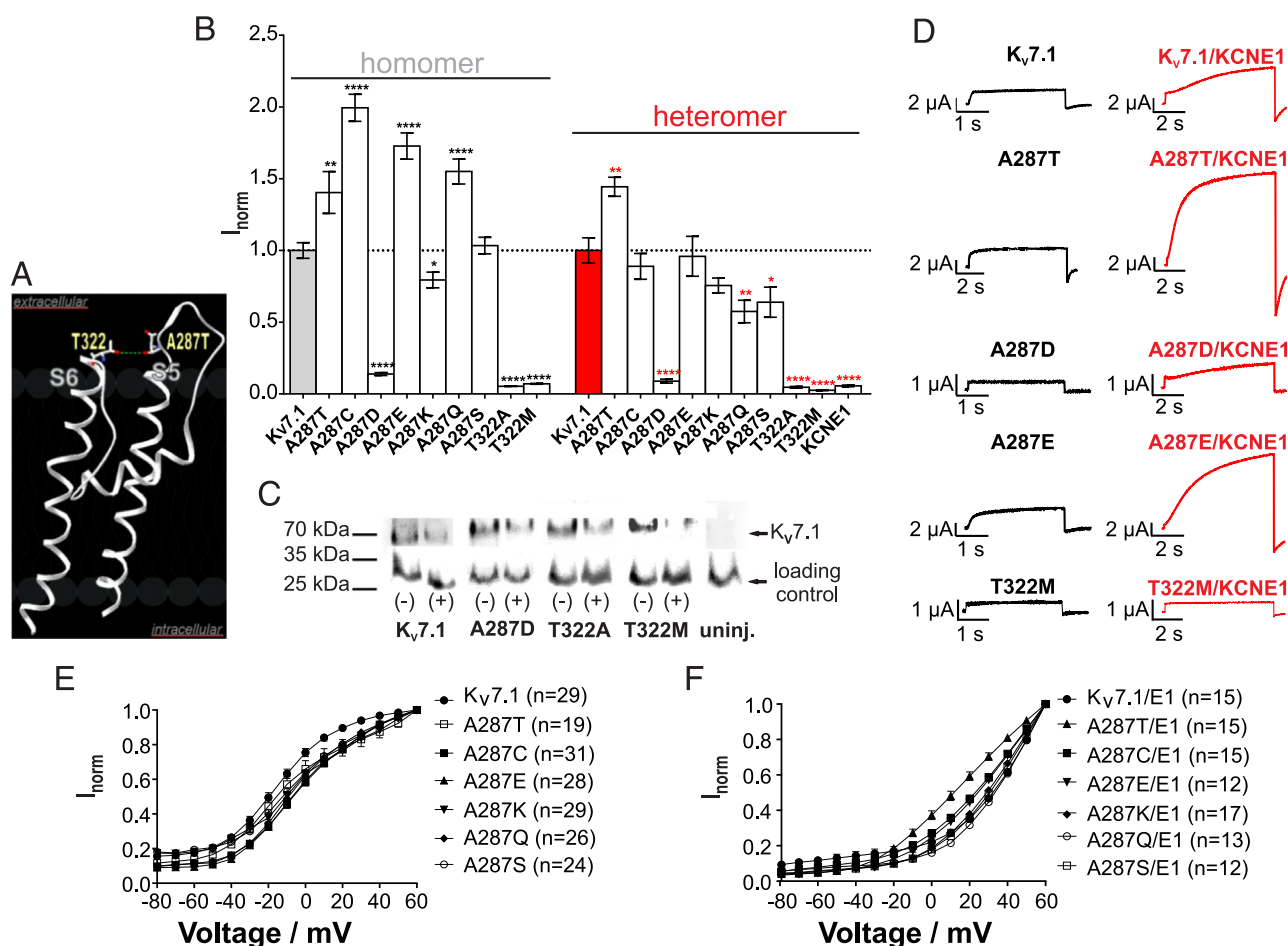 A
extracellular
T322
A287T
S6
S5
intracellular
B
I_norm
2.5
2.0
1.5
1.0
0.5
0.0
homomer
heteromer
**
****
****
****
*
****
****
****
**
****
**
*
****
****
****
Kv7.1
A287T
A287C
A287D
A287E
A287K
A287Q
A287S
T322A
T322M
Kv7.1
A287T
A287C
A287D
A287E
A287K
A287Q
A287S
T322A
T322M
KCNE1
C
70 kDa
35 kDa
25 kDa
Kv7.1
loading
control
(-) (+) (-) (+) (-) (+) (-) (+)
Kv7.1 A287D T322A T322M uninj.
D
Kv7.1
2 µA
1 s
Kv7.1/KCNE1
2 µA
2 s
A287T
2 µA
2 s
A287T/KCNE1
2 µA
2 s
A287D
1 µA
1 s
A287D/KCNE1
1 µA
2 s
A287E
2 µA
1 s
A287E/KCNE1
2 µA
2 s
T322M
1 µA
1 s
T322M/KCNE1
1 µA
2 s
E
I_norm
1.0
0.8
0.6
0.4
0.2
0.0
-80 -60 -40 -20 0 20 40 60
Voltage / mV
Kv7.1 (n=29)
A287T (n=19)
A287C (n=31)
A287E (n=28)
A287K (n=29)
A287Q (n=26)
A287S (n=24)
F
I_norm
1.0
0.8
0.6
0.4
0.2
0.0
-80 -60 -40 -20 0 20 40 60
Voltage / mV
Kv7.1/E1 (n=15)
A287T/E1 (n=15)
A287C/E1 (n=15)
A287E/E1 (n=12)
A287K/E1 (n=17)
A287Q/E1 (n=13)
A287S/E1 (n=12)